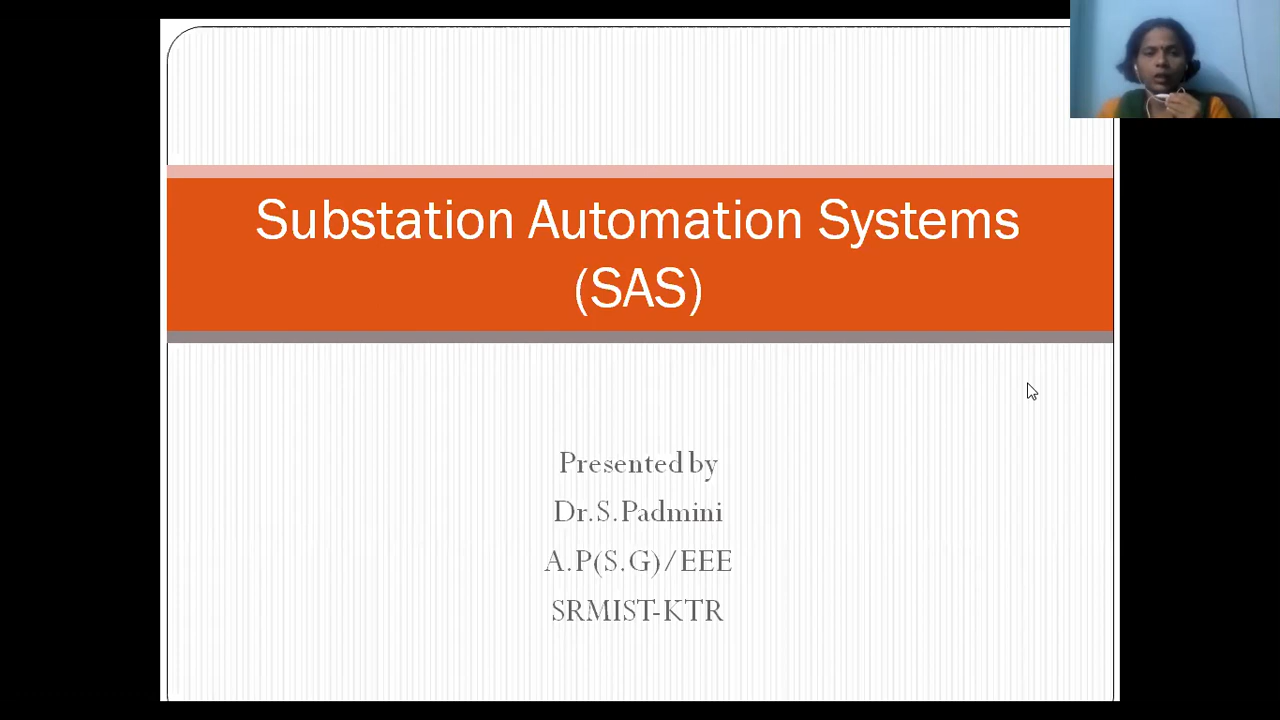 Substation Automation Systems
(SAS)
Presented by
Dr.S.Padmini
A.P(S.G)/EEE
SRMIST-KTR